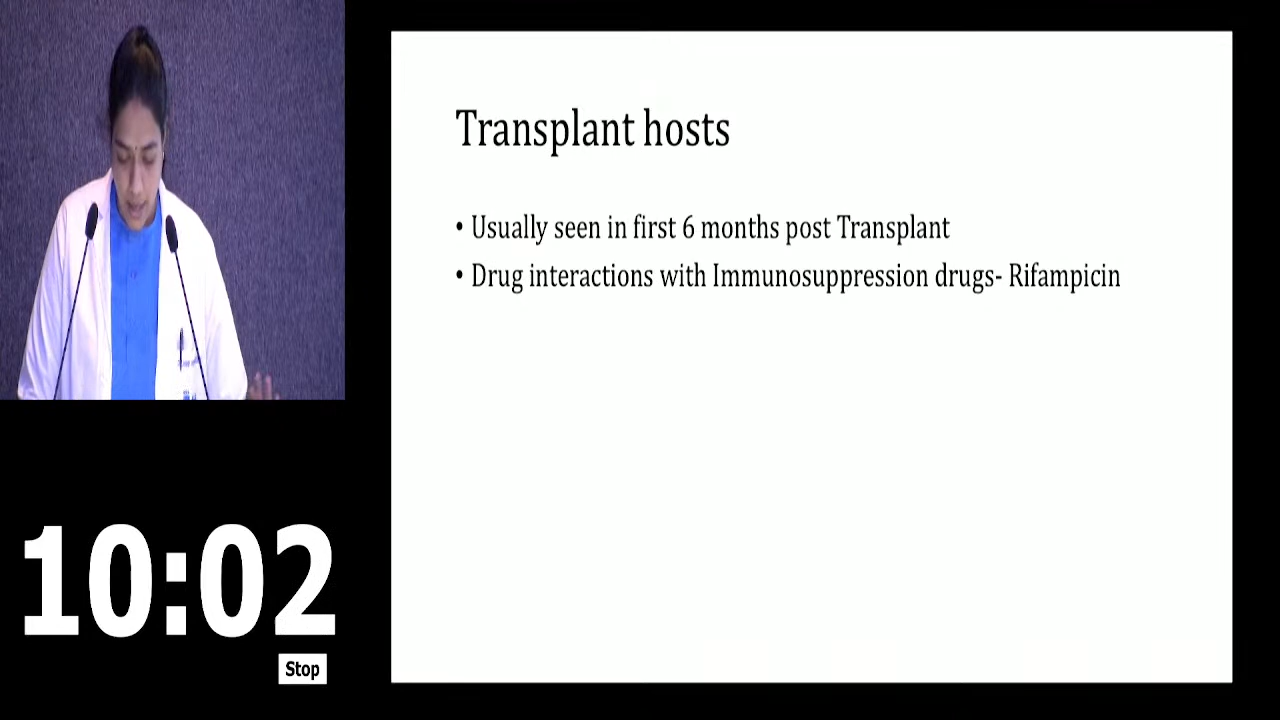 Transplant hosts
• Usually seen in first 6 months post Transplant
• Drug interactions with Immunosuppression drugs- Rifampicin
10:02
Stop